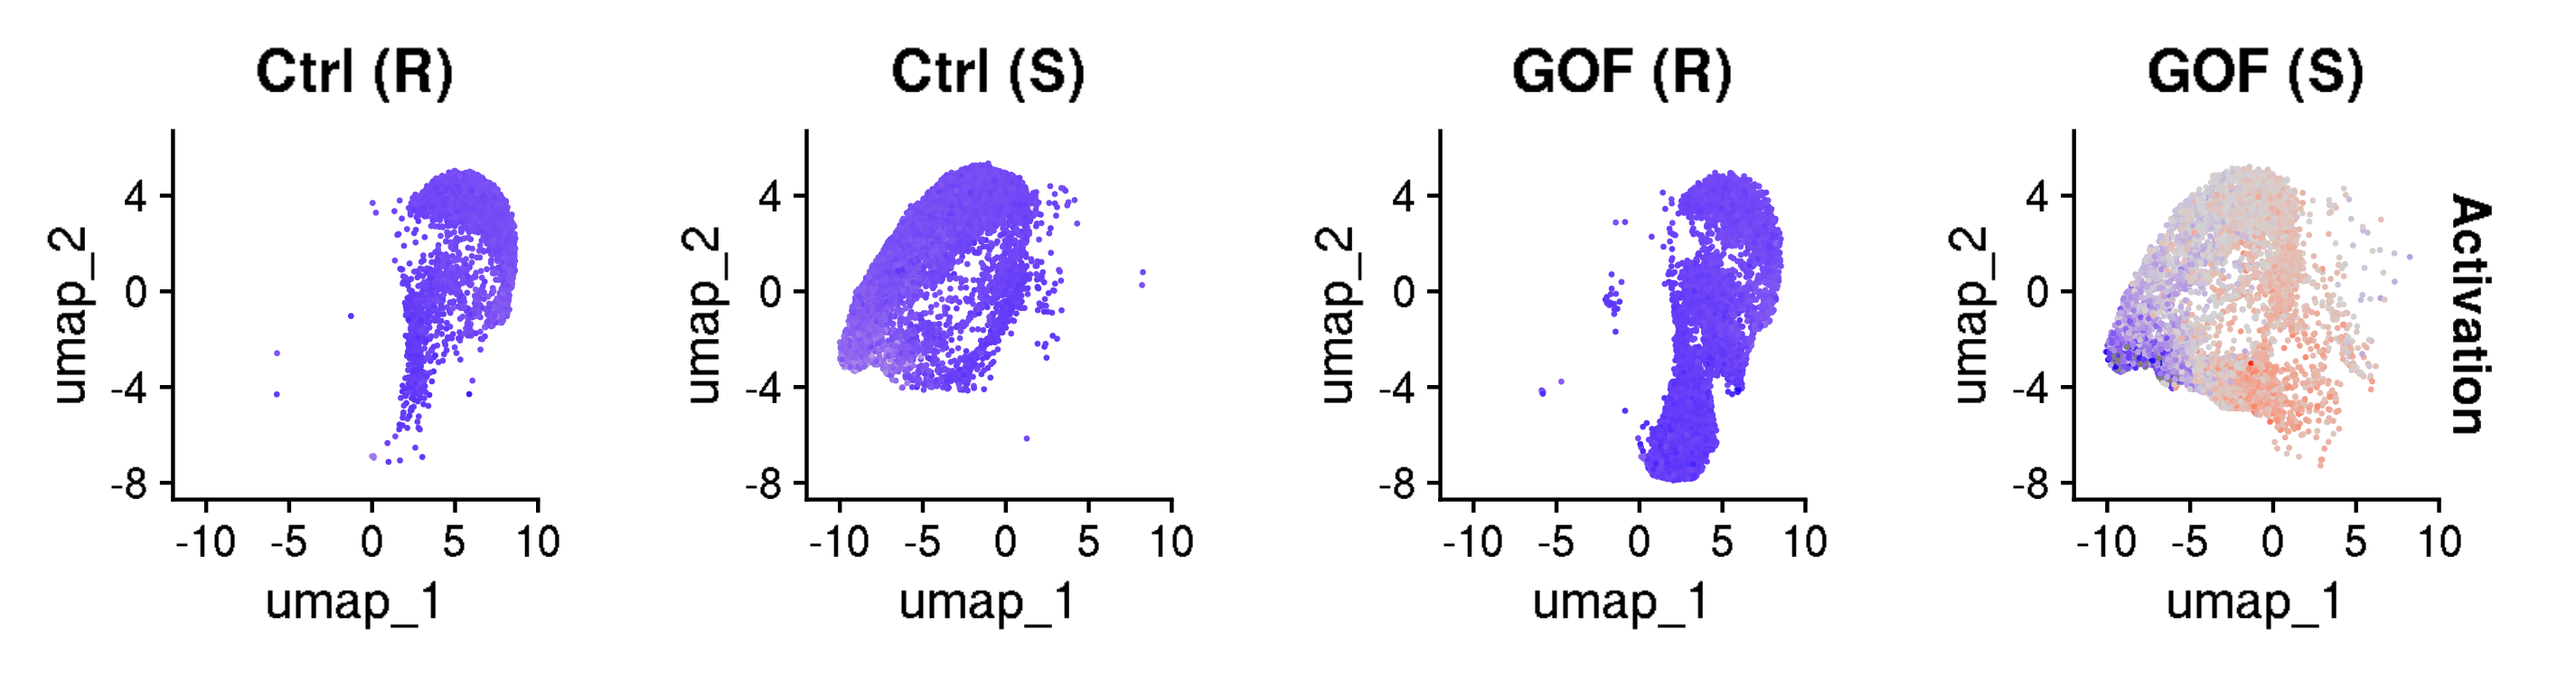 Ctrl (R)
Ctrl (S)
GOF (R)
GOF (S)
umap_2
4
0
-4
-8
-10 -5 0 5 10
umap_1
umap_2
4
0
-4
-8
-10 -5 0 5 10
umap_1
umap_2
4
0
-4
-8
-10 -5 0 5 10
umap_1
umap_2
4
0
-4
-8
-10 -5 0 5 10
umap_1
Activation